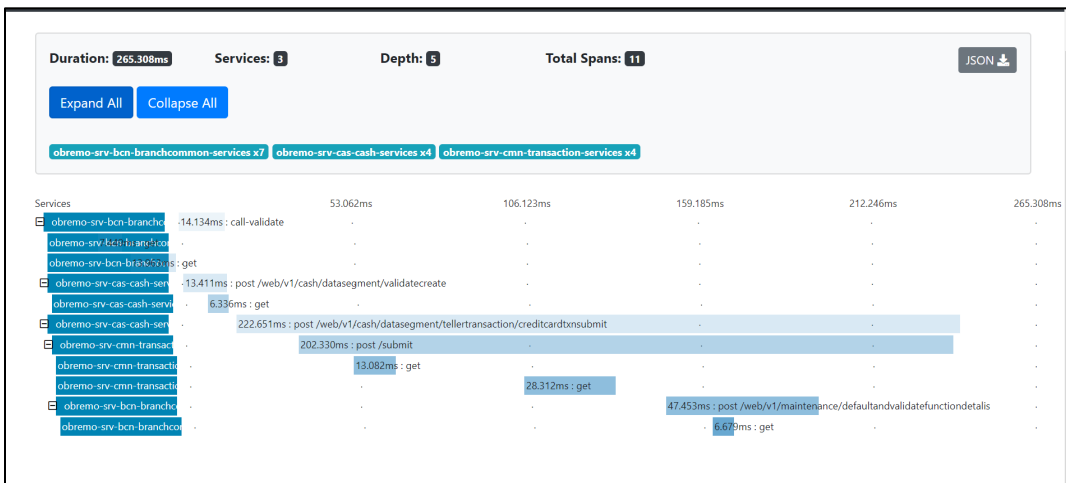 Duration: 265.308ms Services: 3 Depth: 5 Total Spans: 11 JSON
Expand All Collapse All
obremo-srv-bcn-branchcommon-services x7 obremo-srv-cas-cash-services x4 obremo-srv-cmn-transaction-services x4
Services 53.062ms 106.123ms 159.185ms 212.246ms 265.308ms
obremo-srv-bcn-branchco 14.134ms : call-validate
obremo-srv-bcn-branchcor
obremo-srv-bcn-branchcor : get
obremo-srv-cas-cash-serv 13.411ms : post /web/v1/cash/datasegment/validatecreate
obremo-srv-cas-cash-servi 6.336ms : get
obremo-srv-cas-cash-serv 222.651ms : post /web/v1/cash/datasegment/tellertransaction/creditcardtxnsubmit
obremo-srv-cmn-transact 202.330ms : post /submit
obremo-srv-cmn-transactic 13.082ms : get
obremo-srv-cmn-transactic 28.312ms : get
obremo-srv-bcn-branchc 47.453ms : post /web/v1/maintenance/defaultandvalidatefunctiondetalis
obremo-srv-bcn-branchcor 6.679ms : get